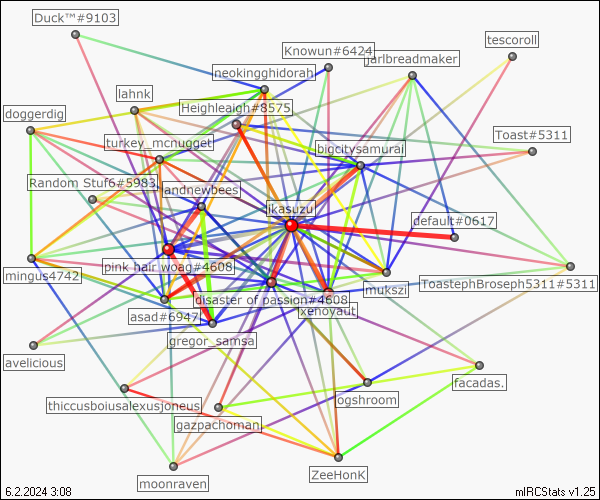 Duck™#9103
Knowun#6424
tescoroll
jarlbreadmaker
neokingghidorah
lahnk
Heighleaigh#8575
doggerdig
Toast#5311
turkey_mcnugget
bigcitysamurai
Random Stuf6#5983
landnewbees
ikasuzu
default#0617
pink hair woag#4608
mingus4742
imukszi
ToastephBroseph5311#5311
disaster of passion#4608
xenoyaut
asad#6947
gregor_samsa
avelicious
facadas.
ogshroom
thiccusboiusalexusjoneus
gazpachoman
ZeeHonK
moonraven
6.2.2024 3:08
mIRCStats v1.25